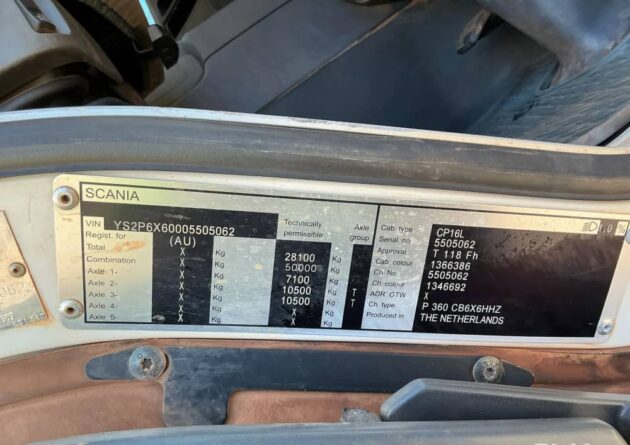 SCANIA
VIN YS2P6X60005505062
Regist. for (AU) Technically permissible Axle group
Total X Kg 28100 Kg
Combination X Kg 50000 Kg
Axle 1- X Kg 7100 Kg
Axle 2- X Kg 10500 Kg T
Axle 3- X Kg 10500 Kg T
Axle 4- X Kg X Kg
Axle 5- X Kg X Kg
Cab type CP16L 1,0 %
Serial no 5505062
Approval T 118 Fh
Cab colour 1366386
Ch No 5505062
Ch. colour 1346692
ADR GTW X
Ch type P 360 CB6X6HHZ
Produced in THE NETHERLANDS